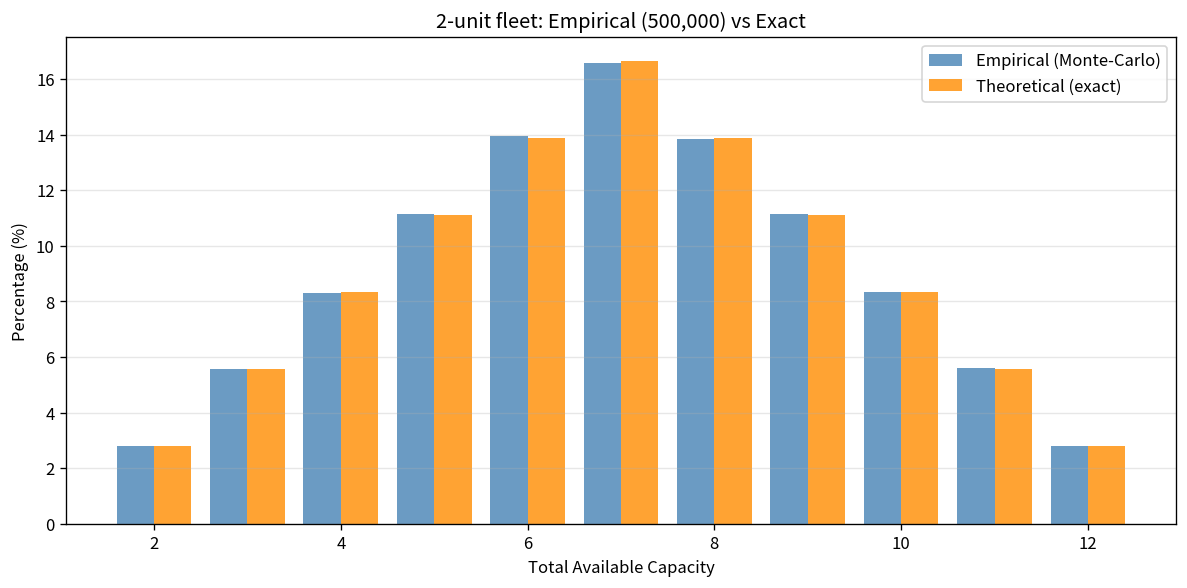 2-unit fleet: Empirical (500,000) vs Exact
Empirical (Monte-Carlo)
Theoretical (exact)
Percentage (%)
16
14
12
10
8
6
4
2
0
2 4 6 8 10 12
Total Available Capacity